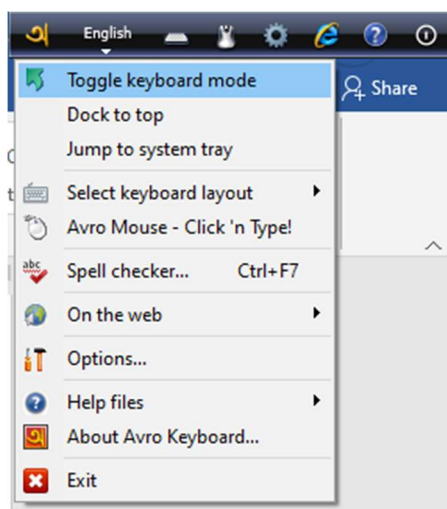 অ English
Share
Toggle keyboard mode
Dock to top
Jump to system tray
Select keyboard layout
Avro Mouse - Click 'n Type!
abc
Spell checker... Ctrl+F7
On the web
Options...
Help files
About Avro Keyboard...
Exit